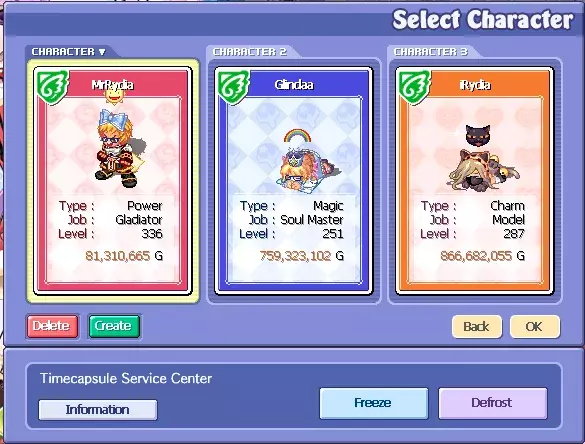 Select Character
CHARACTER ▼
MrRydia
Type : Power
Job : Gladiator
Level : 336
81,310,665 G
CHARACTER 2
Glindaa
Type : Magic
Job : Soul Master
Level : 251
759,323,102 G
CHARACTER 3
iRydia
Type : Charm
Job : Model
Level : 287
866,682,055 G
Delete
Create
Back
OK
Timecapsule Service Center
Information
Freeze
Defrost